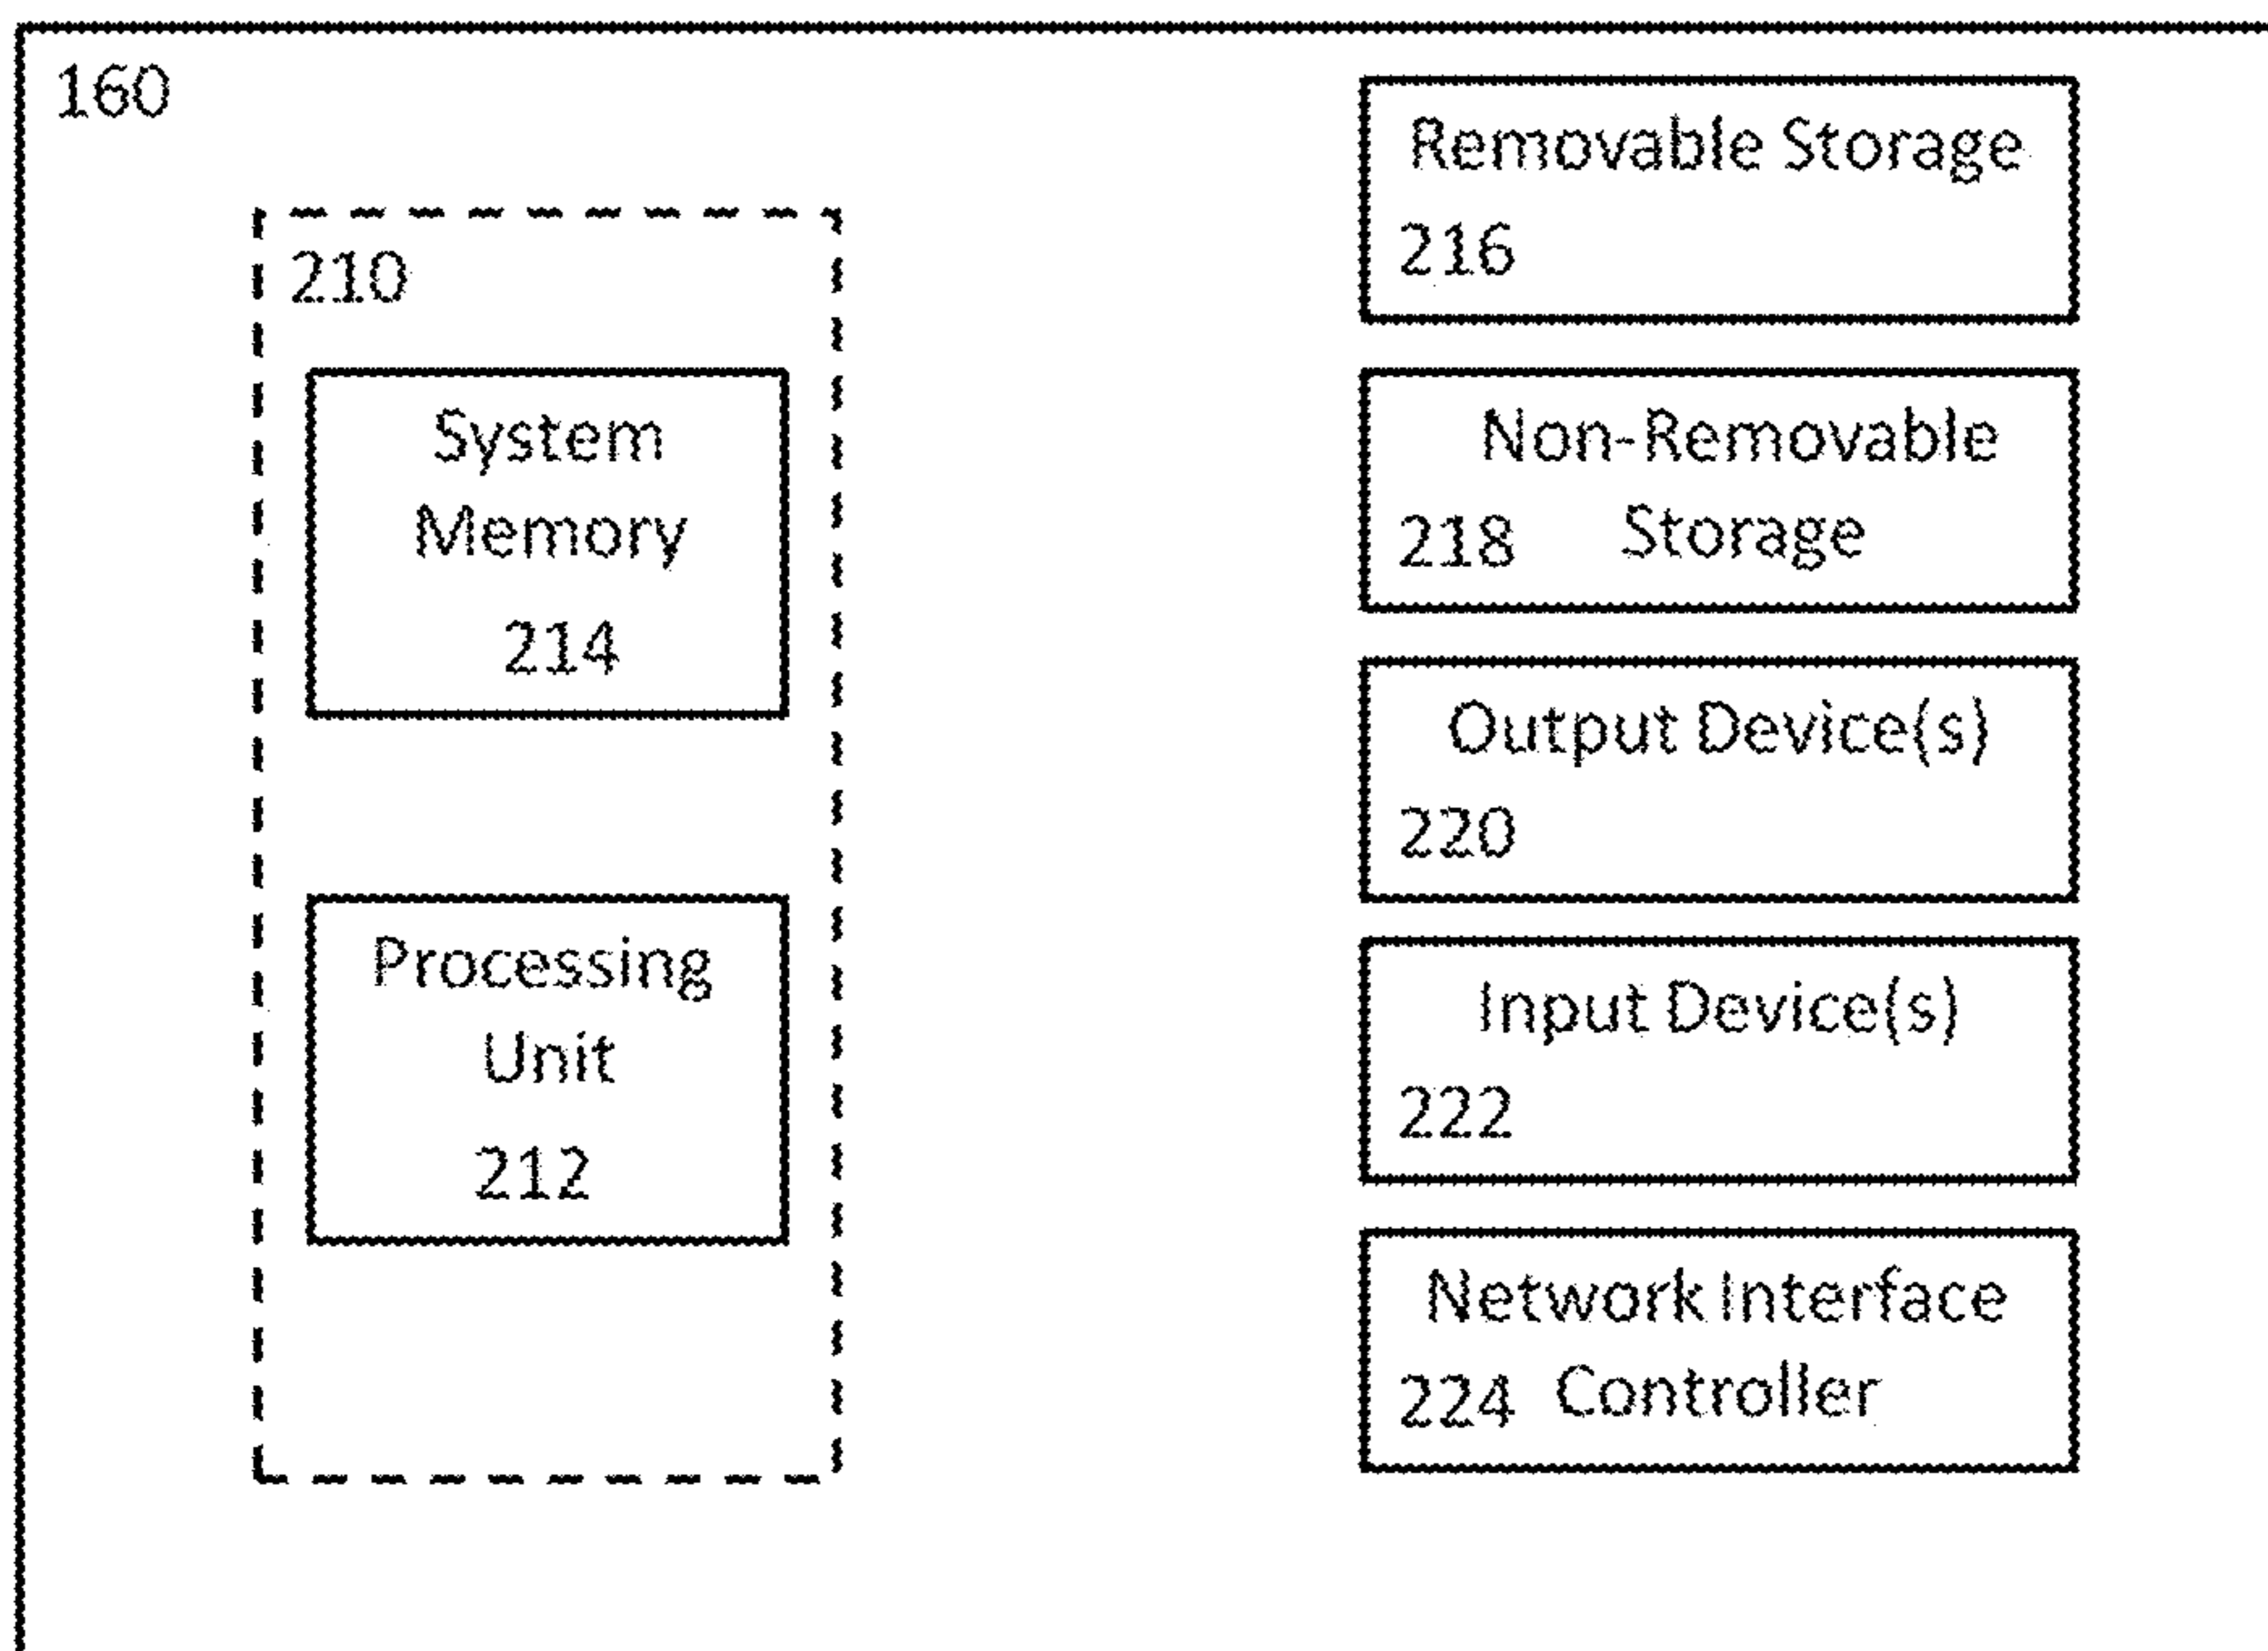 160
210
System
Memory
214
Processing
Unit
212
Removable Storage
216
Non-Removable
218 Storage
Output Device(s)
220
Input Device(s)
222
Network Interface
224 Controller